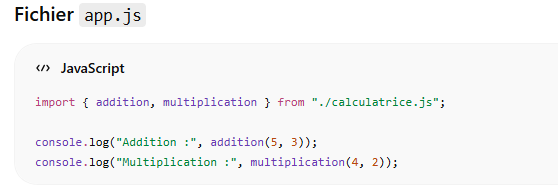 Fichier app.js
</> JavaScript
import { addition, multiplication } from "./calculatrice.js";
console.log("Addition :", addition(5, 3));
console.log("Multiplication :", multiplication(4, 2));